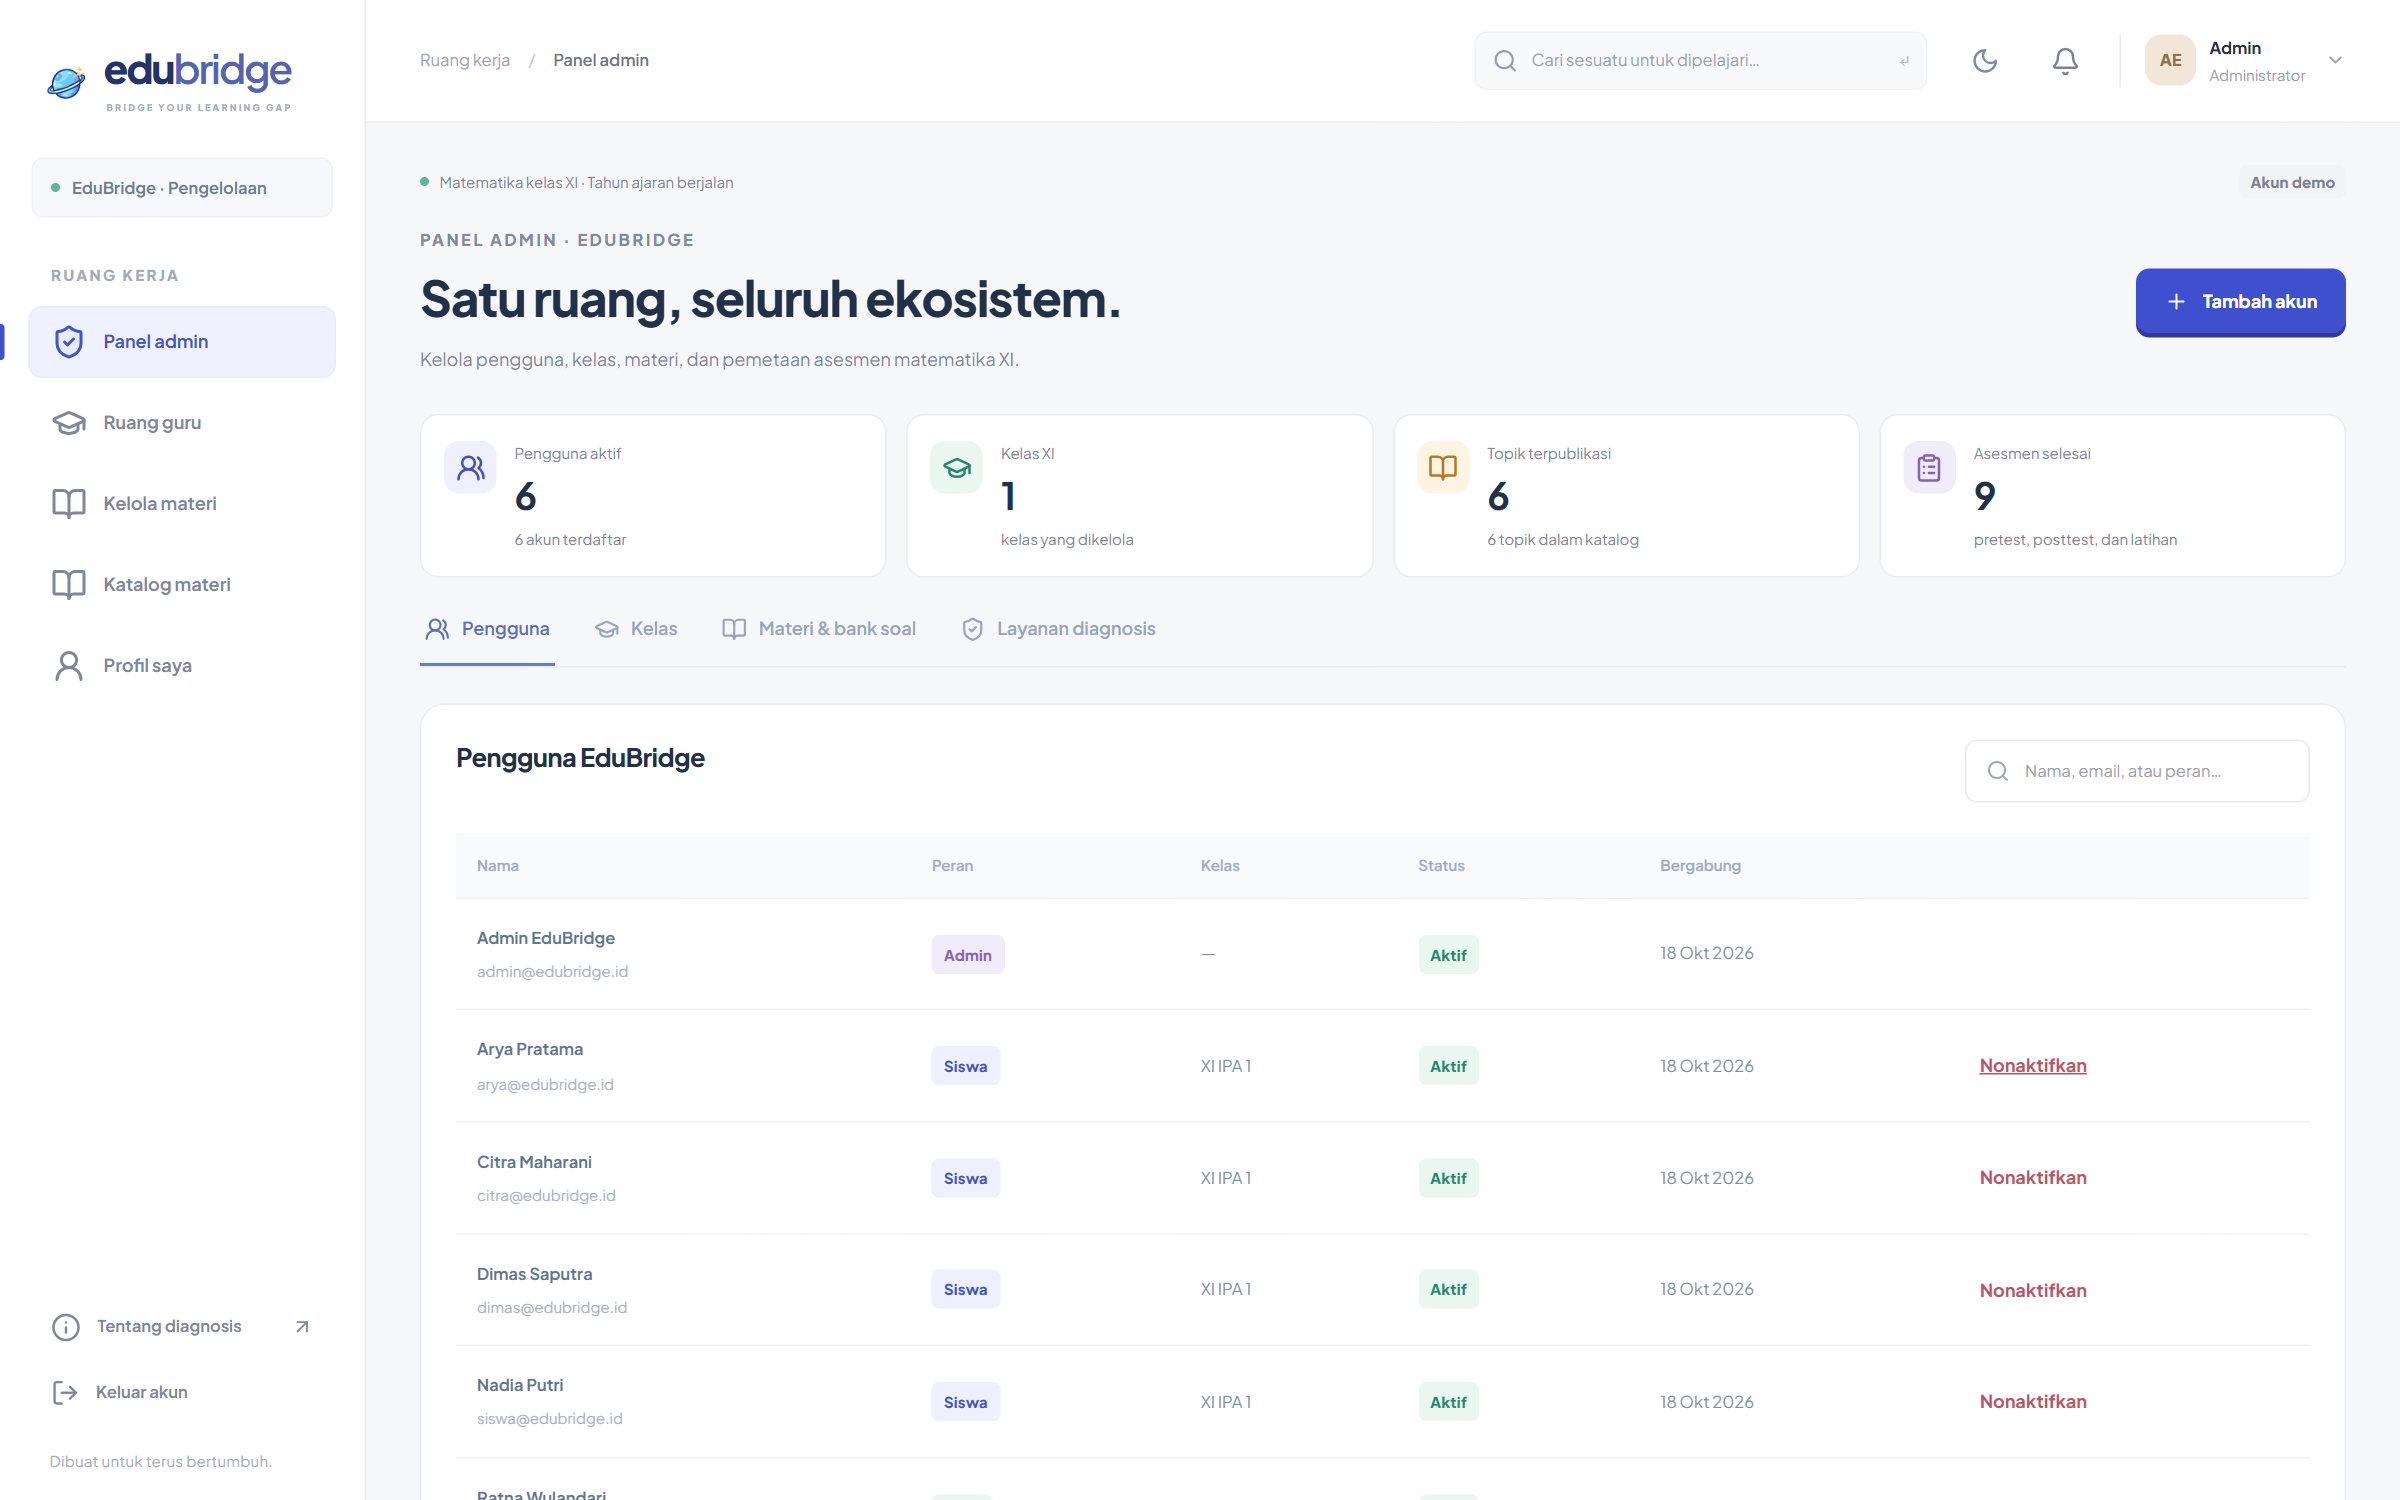 edubridge
BRIDGE YOUR LEARNING GAP
EduBridge · Pengelolaan
RUANG KERJA
Panel admin
Ruang guru
Kelola materi
Katalog materi
Profil saya
Tentang diagnosis
Keluar akun
Dibuat untuk terus bertumbuh.
Ruang kerja / Panel admin
Cari sesuatu untuk dipelajari...
AE
Admin
Administrator
Matematika kelas XI · Tahun ajaran berjalan
Akun demo
PANEL ADMIN · EDUBRIDGE
Satu ruang, seluruh ekosistem.
Kelola pengguna, kelas, materi, dan pemetaan asesmen matematika XI.
Tambah akun
Pengguna aktif
6
6 akun terdaftar
Kelas XI
1
kelas yang dikelola
Topik terpublikasi
6
6 topik dalam katalog
Asesmen selesai
9
pretest, posttest, dan latihan
Pengguna Kelas Materi & bank soal Layanan diagnosis
Pengguna EduBridge
Nama, email, atau peran...
Nama Peran Kelas Status Bergabung
Admin EduBridge
admin@edubridge.id
Admin — Aktif 18 Okt 2026
Arya Pratama
arya@edubridge.id
Siswa XI IPA 1 Aktif 18 Okt 2026 Nonaktifkan
Citra Maharani
citra@edubridge.id
Siswa XI IPA 1 Aktif 18 Okt 2026 Nonaktifkan
Dimas Saputra
dimas@edubridge.id
Siswa XI IPA 1 Aktif 18 Okt 2026 Nonaktifkan
Nadia Putri
siswa@edubridge.id
Siswa XI IPA 1 Aktif 18 Okt 2026 Nonaktifkan
Ratna Wulandari